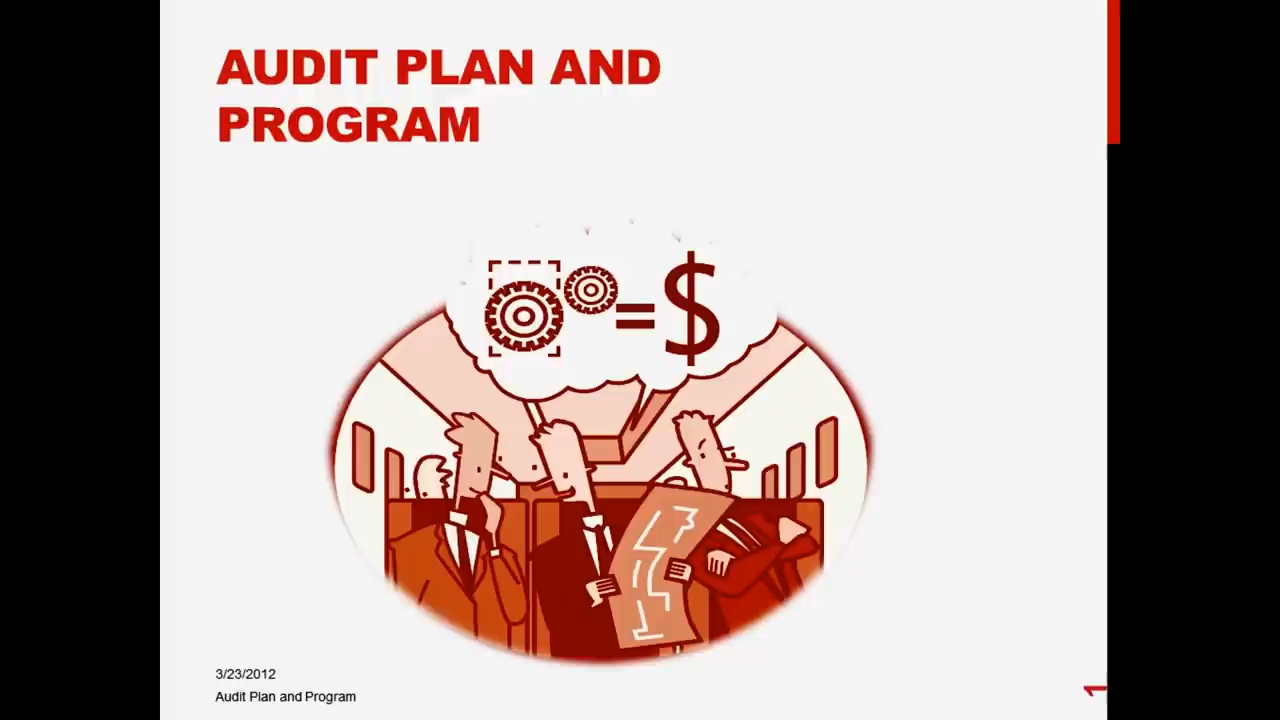 AUDIT PLAN AND
PROGRAM
= $
3/23/2012
Audit Plan and Program
1